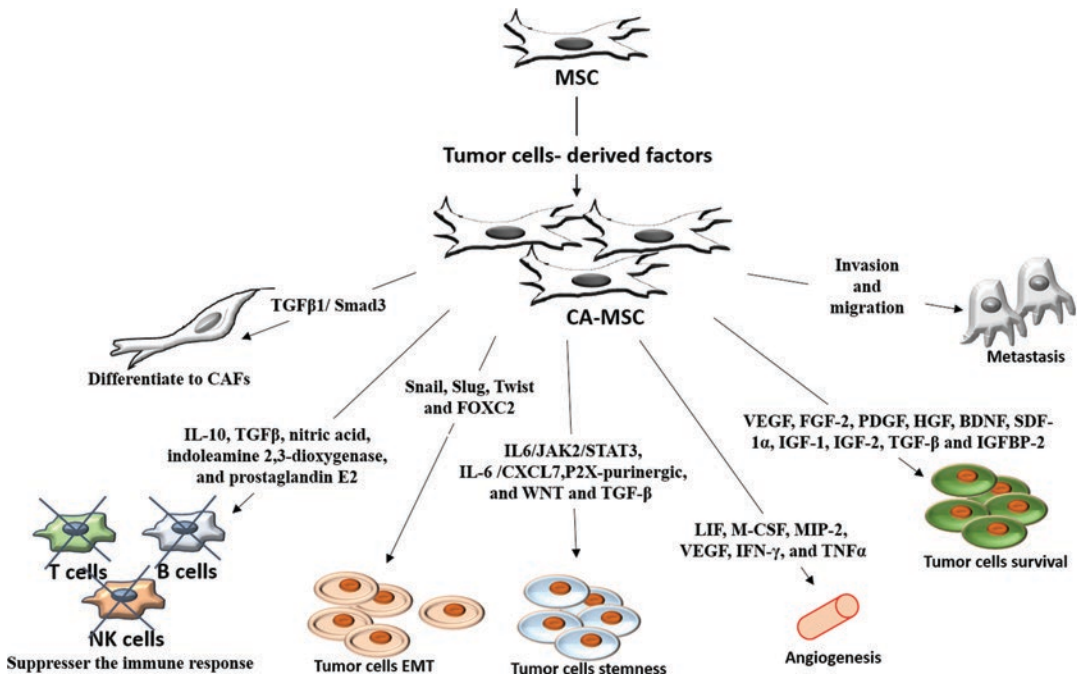 MSC
Tumor cells- derived factors
CA-MSC
TGFβ1/ Smad3
Differentiate to CAFs
IL-10, TGFβ, nitric acid,
indoleamine 2,3-dioxygenase,
and prostaglandin E2
T cells
B cells
NK cells
Suppresser the immune response
Snail, Slug, Twist
and FOXC2
Tumor cells EMT
IL6/JAK2/STAT3,
IL-6 /CXCL7,P2X-purinergic,
and WNT and TGF-β
Tumor cells stemness
LIF, M-CSF, MIP-2,
VEGF, IFN-γ, and TNFα
Angiogenesis
VEGF, FGF-2, PDGF, HGF, BDNF, SDF-
1α, IGF-1, IGF-2, TGF-β and IGFBP-2
Tumor cells survival
Invasion
and
migration
Metastasis